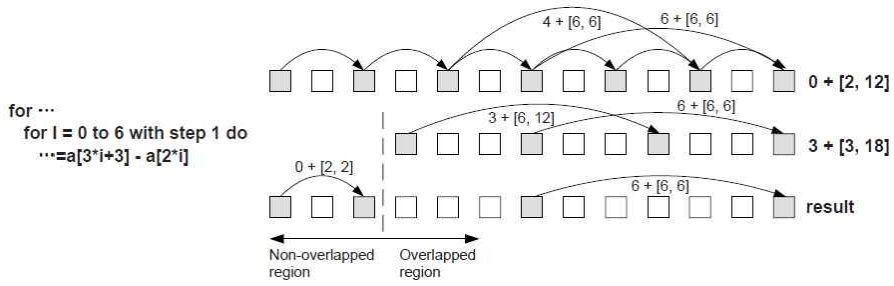 4 + [6, 6]
6 + [6, 6]
0 + [2, 12]
for ⋯
for I = 0 to 6 with step 1 do
⋯=a[3*i+3] - a[2*i]
3 + [6, 12]
6 + [6, 6]
3 + [3, 18]
0 + [2, 2]
6 + [6, 6]
result
Non-overlapped
region
Overlapped
region